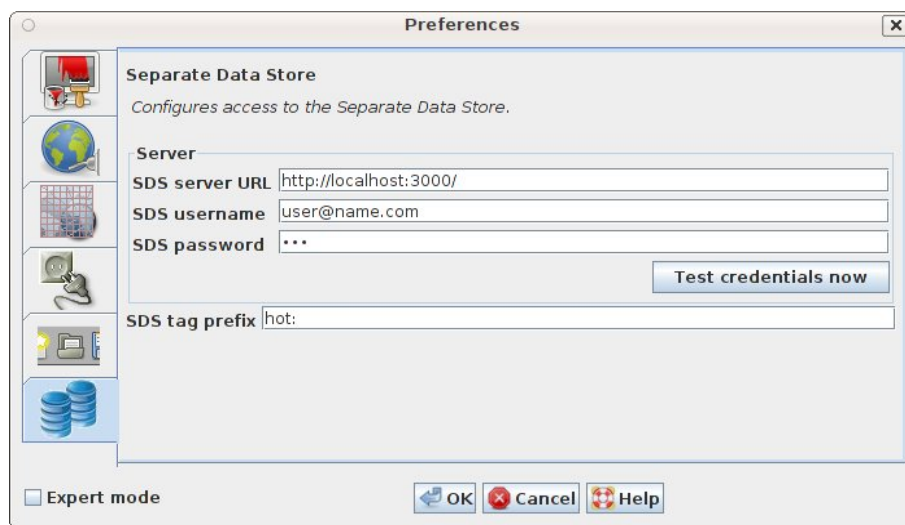 Preferences
Separate Data Store
Configures access to the Separate Data Store.
Server
SDS server URL http://localhost:3000/
SDS username user@name.com
SDS password •••
Test credentials now
SDS tag prefix hot:
Expert mode
OK Cancel Help